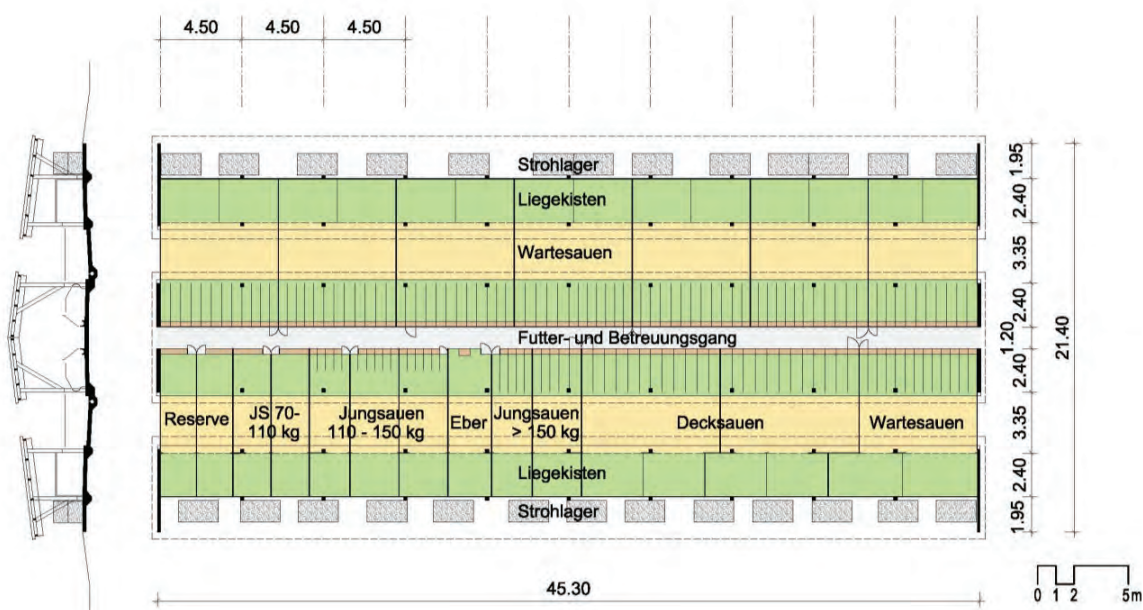 4.50 4.50 4.50
Strohlager
1.95
Liegekisten
2.40
Wartesauen
3.35
2.40
Futter- und Betreuungsgang
1.20
21.40
2.40
Reserve
JS 70-
110 kg
Jungsauen
110 - 150 kg
Eber
Jungsauen
> 150 kg
Decksauen
Wartesauen
3.35
Liegekisten
2.40
Strohlager
1.95
45.30
0 1 2 5m